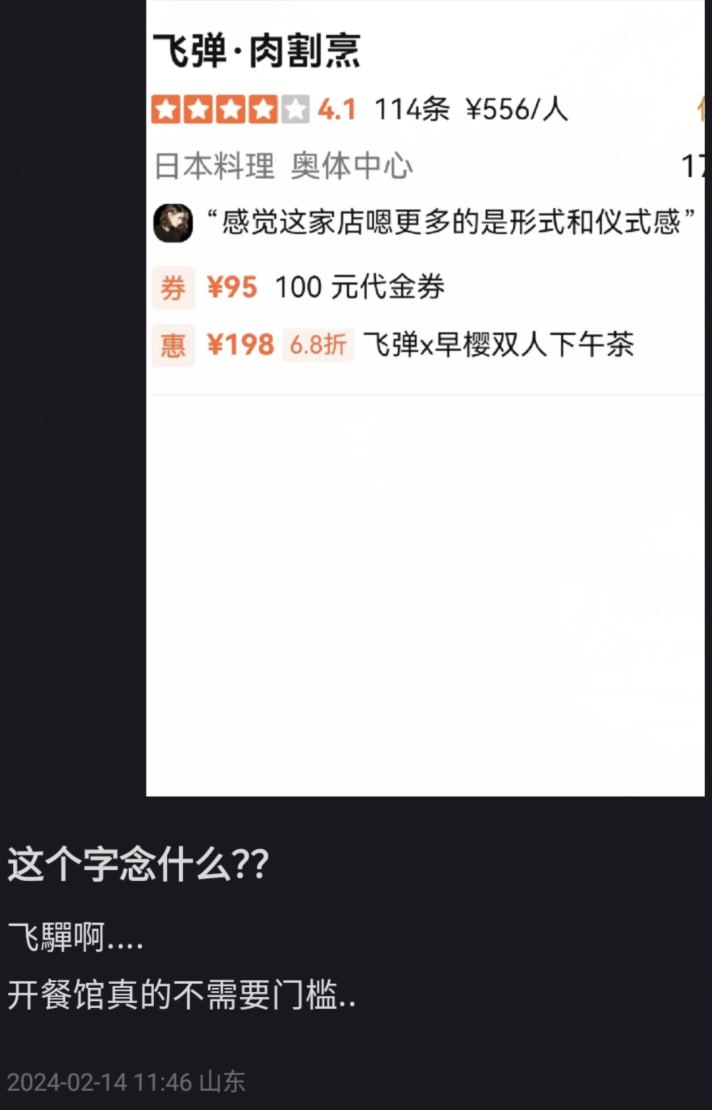 飞弹·肉割烹
4.1 114条 ¥556/人
日本料理 奥体中心
“感觉这家店嗯更多的是形式和仪式感”
券 ¥95 100 元代金券
惠 ¥198 6.8折 飞弹x早樱双人下午茶
这个字念什么??
飞驒啊....
开餐馆真的不需要门槛..
2024-02-14 11:46 山东